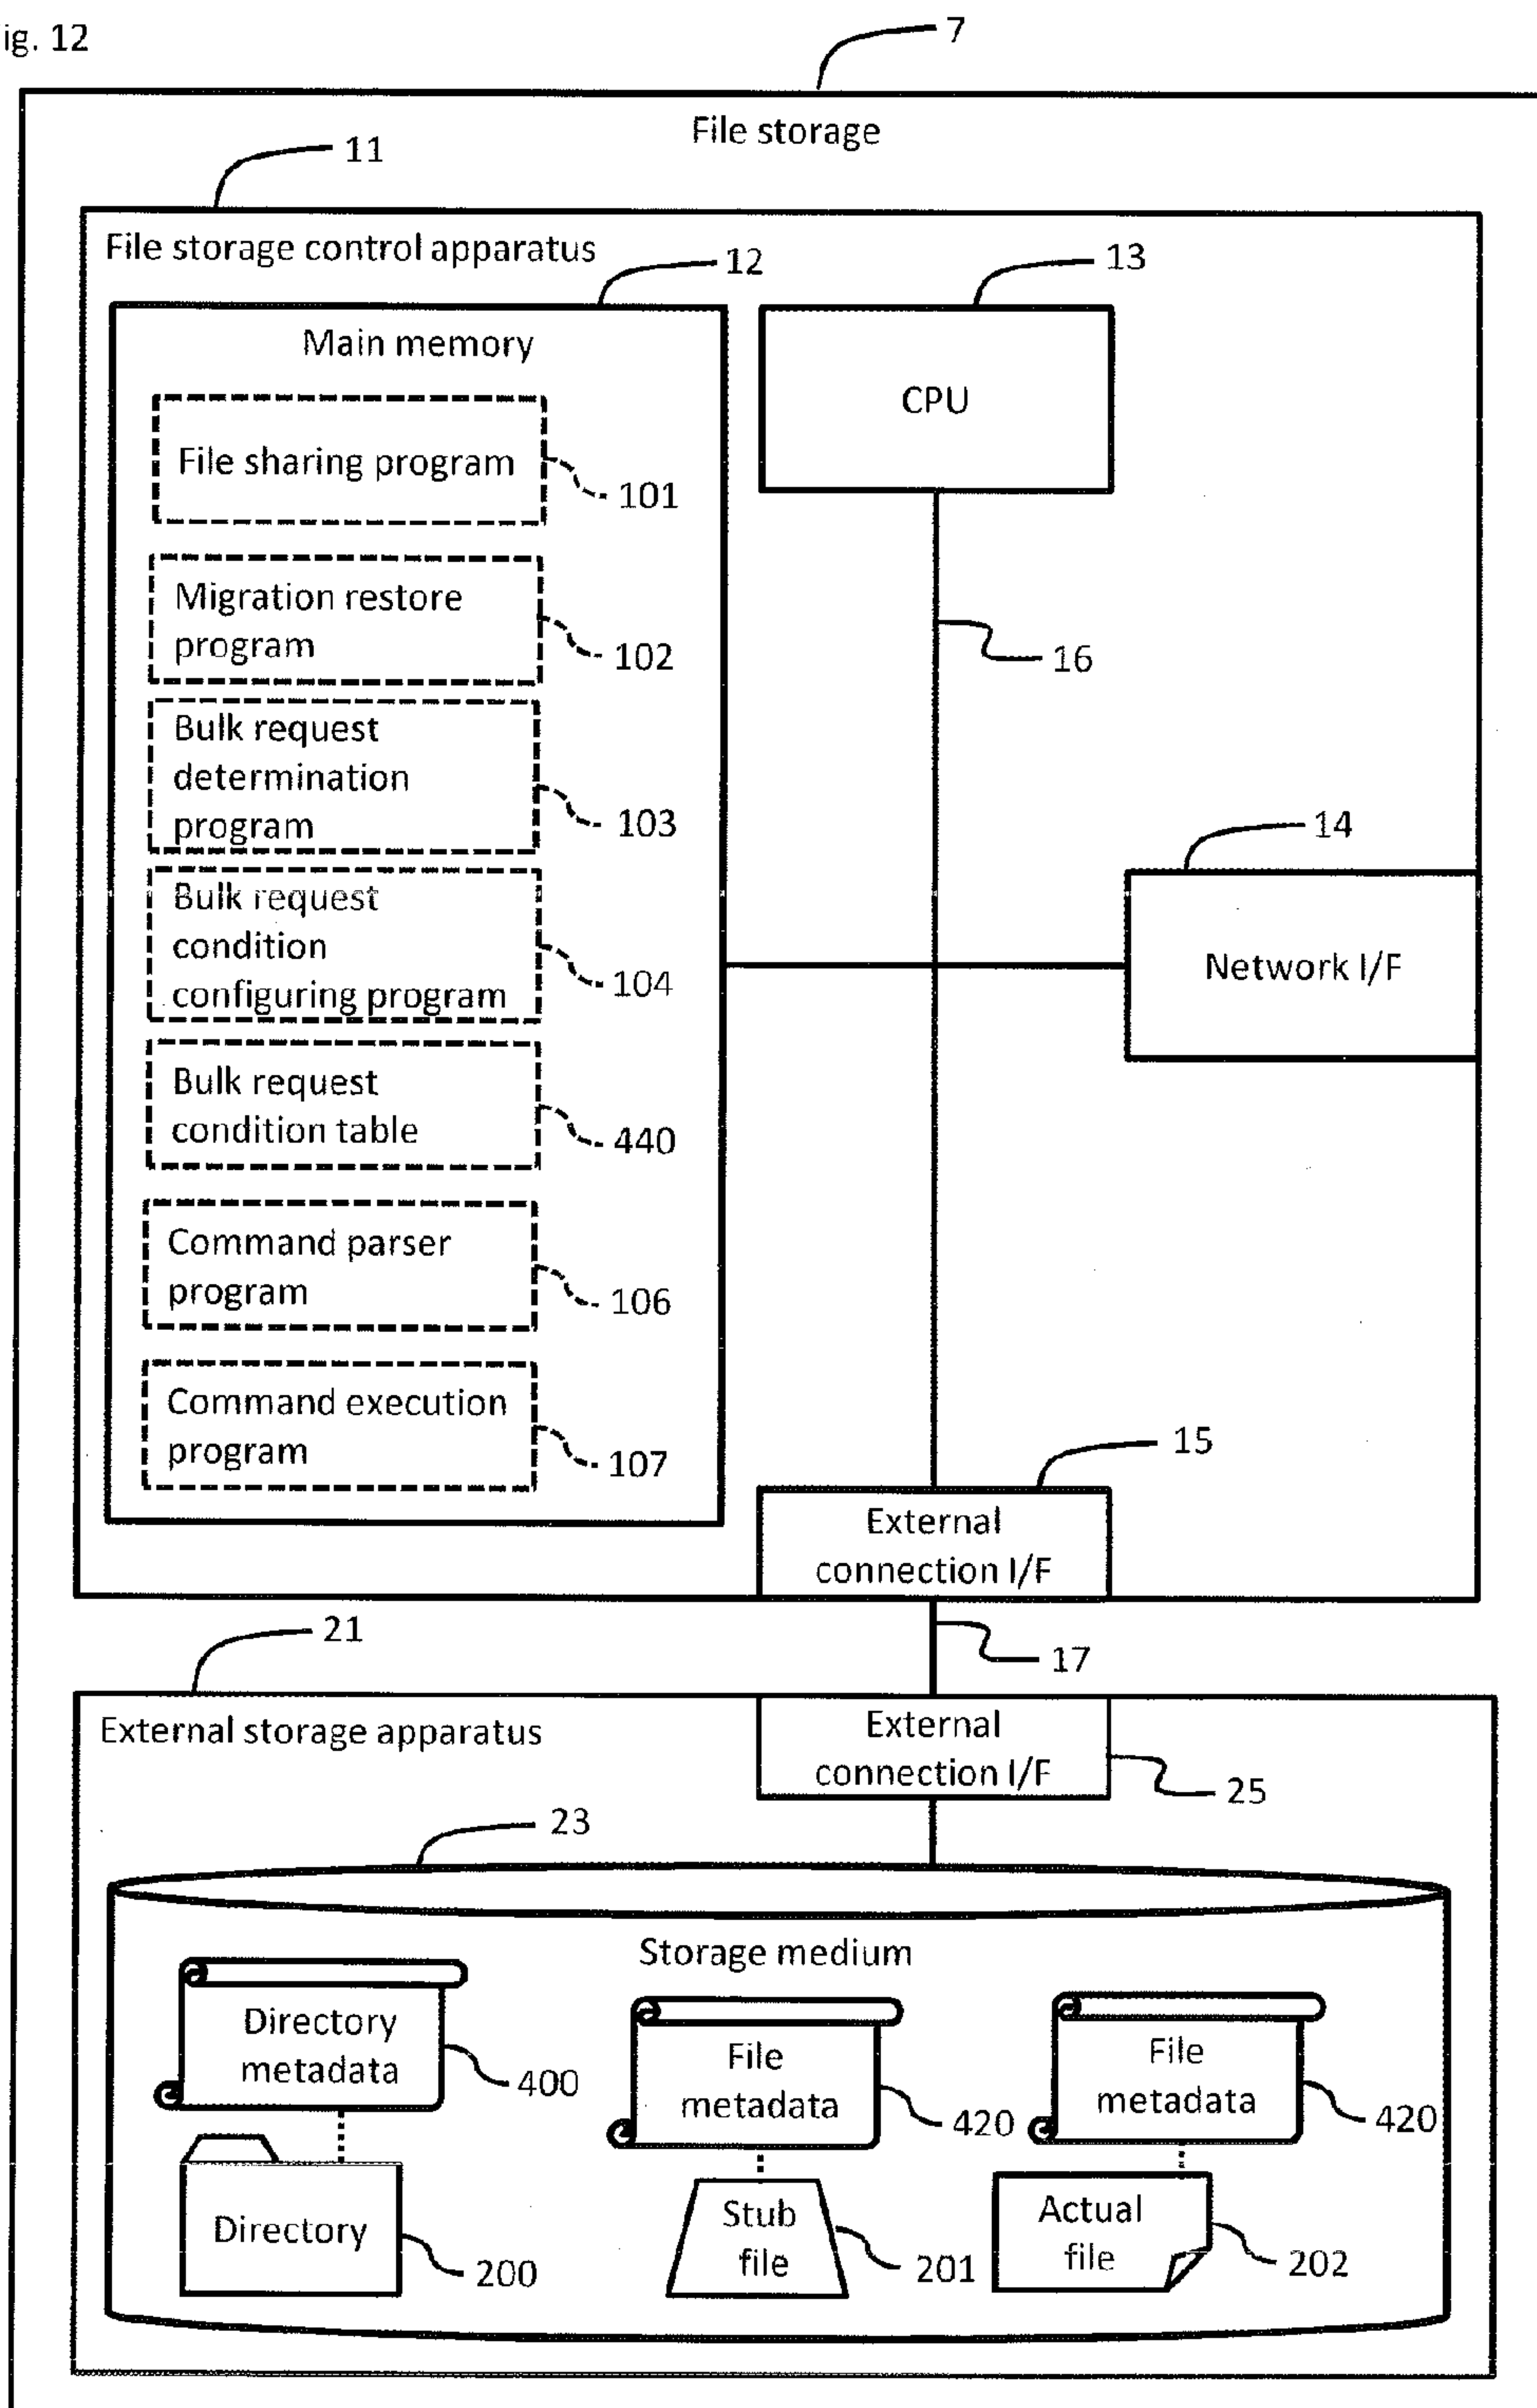 ig. 12
7
File storage
11
File storage control apparatus
12
13
Main memory
CPU
File sharing program
101
Migration restore
program
102
16
Bulk request
determination
program
103
14
Bulk request
condition
configuring program
104
Network I/F
Bulk request
condition table
440
Command parser
program
106
Command execution
program
107
15
External
connection I/F
21
17
External storage apparatus
External
connection I/F
25
23
Storage medium
Directory
metadata
400
File
metadata
420
File
metadata
420
Directory
200
Stub
file
201
Actual
file
202